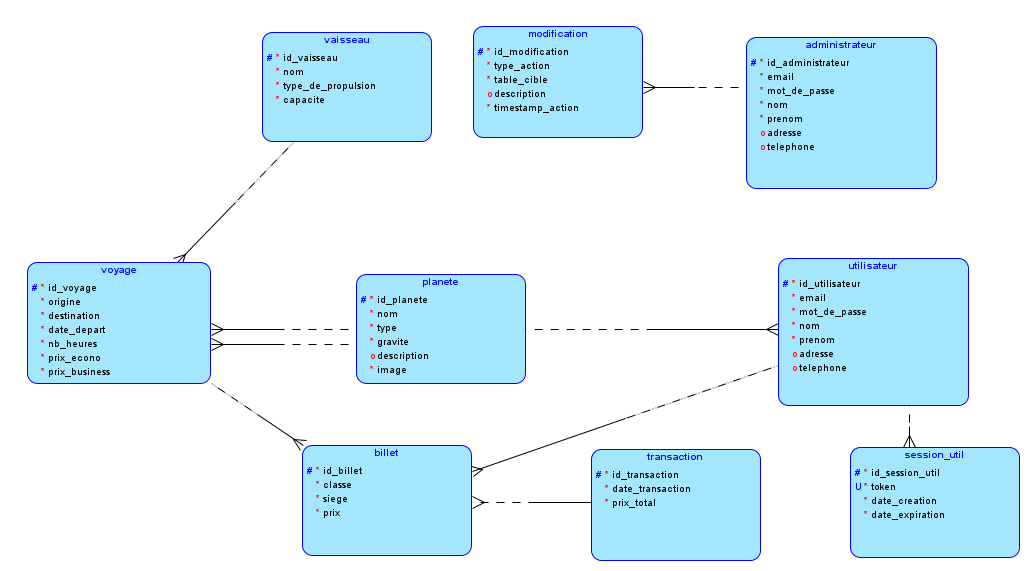 vaisseau
# * id_vaisseau
* nom
* type_de_propulsion
* capacite
modification
# * id_modification
* type_action
* table_cible
o description
* timestamp_action
administrateur
# * id_administrateur
* email
* mot_de_passe
* nom
* prenom
o adresse
o telephone
voyage
# * id_voyage
* origine
* destination
* date_depart
* nb_heures
* prix_econo
* prix_business
planete
# * id_planete
* nom
* type
* gravite
o description
* image
utilisateur
# * id_utilisateur
* email
* mot_de_passe
* nom
* prenom
o adresse
o telephone
billet
# * id_billet
* classe
* siege
* prix
transaction
# * id_transaction
* date_transaction
* prix_total
session_util
# * id_session_util
U * token
* date_creation
* date_expiration